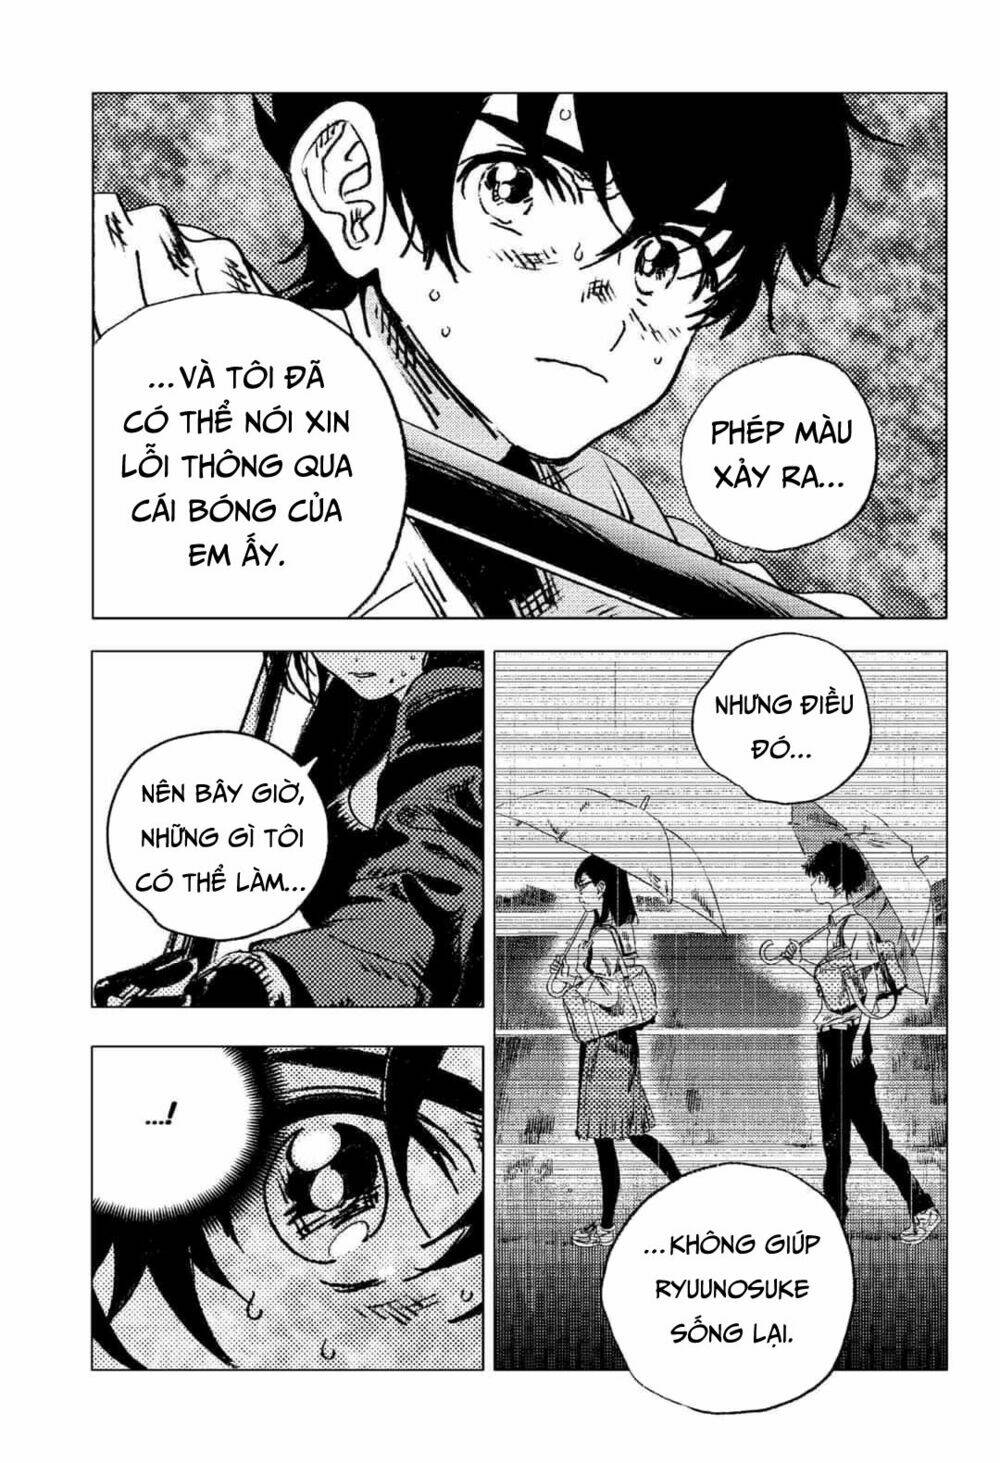 PHÉP MÀU
XẢY RA...
...VÀ TÔI ĐÃ
CÓ THỂ NÓI XIN
LỖI THÔNG QUA
CÁI BÓNG CỦA
EM ẤY.
NHƯNG ĐIỀU
ĐÓ...
...KHÔNG GIÚP
RYUUNOSUKE
SỐNG LẠI.
NÊN BÂY GIỜ,
NHỮNG GÌ TÔI
CÓ THỂ LÀM...
...!